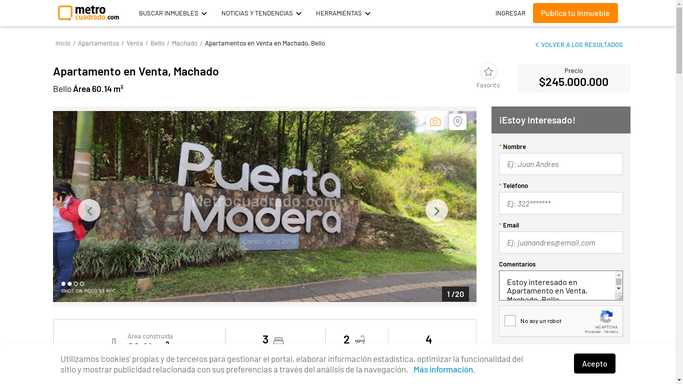 metro
cuadrado.com
BUSCAR INMUEBLES
NOTICIAS Y TENDENCIAS
HERRAMIENTAS
INGRESAR
Publica tu Inmueble
Inicio / Apartamentos / Venta / Bello / Machado / Apartamentos en Venta en Machado, Bello
VOLVER A LOS RESULTADOS
Apartamento en Venta, Machado
Bello Área 60.14 m²
Favorito
Precio
$245.000.000
Puerta
Madera
Metrocuadrado.com
SHOT ON POCO X3 NFC
1 / 20
¡Estoy Interesado!
* Nombre
Ej: Juan Andres
* Teléfono
Ej: 322*******
* Email
Ej: juanandres@email.com
Comentarios
Estoy interesado en
Apartamento en Venta,
Machado, Bello
No soy un robot
reCAPTCHA
Privacidad - Términos
Área construida
3
2
4
Utilizamos 'cookies' propias y de terceros para gestionar el portal, elaborar información estadística, optimizar la funcionalidad del
sitio y mostrar publicidad relacionada con sus preferencias a través del análisis de la navegación. Más información.
Acepto